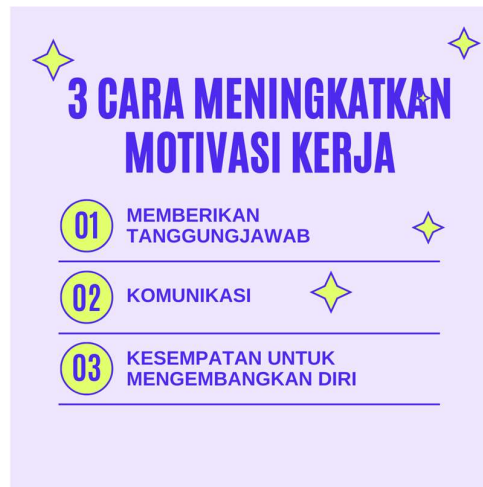 3 CARA MENINGKATKAN
MOTIVASI KERJA
01
MEMBERIKAN
TANGGUNGJAWAB
02
KOMUNIKASI
03
KESEMPATAN UNTUK
MENGEMBANGKAN DIRI